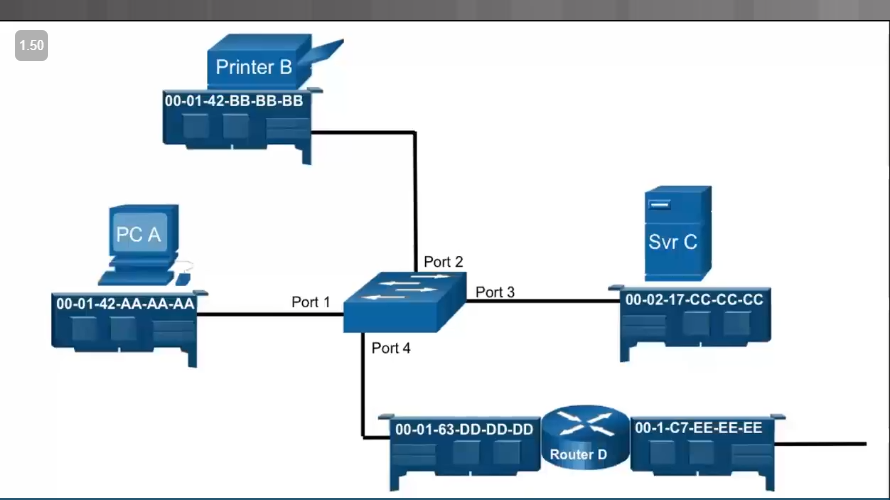 1.50
Printer B
00-01-42-BB-BB-BB
PC A
00-01-42-AA-AA-AA
Port 1
Port 2
Port 3
Port 4
Svr C
00-02-17-CC-CC-CC
00-01-63-DD-DD-DD
Router D
00-1-C7-EE-EE-EE